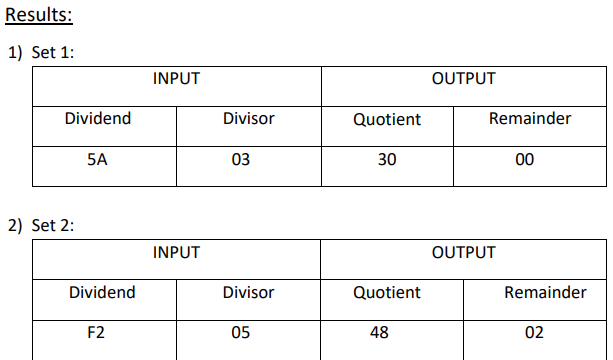 Results:
1) Set 1:
INPUT OUTPUT
Dividend Divisor Quotient Remainder
5A 03 30 00
2) Set 2:
INPUT OUTPUT
Dividend Divisor Quotient Remainder
F2 05 48 02